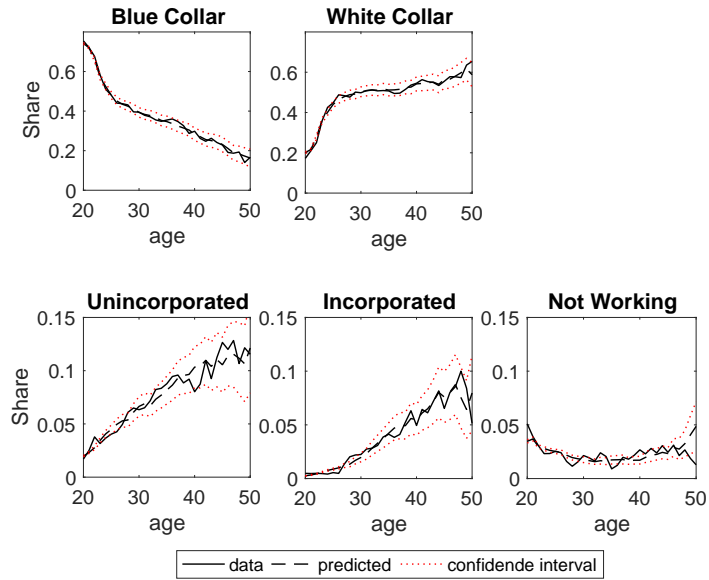 Blue Collar
White Collar
Share
0.6
0.4
0.2
0
20
30
40
50
age
0.6
0.4
0.2
0
20
30
40
50
age
Unincorporated
Incorporated
Not Working
Share
0.15
0.1
0.05
0
20
30
40
50
age
0.15
0.1
0.05
0
20
30
40
50
age
0.15
0.1
0.05
0
20
30
40
50
age
data
predicted
confidende interval